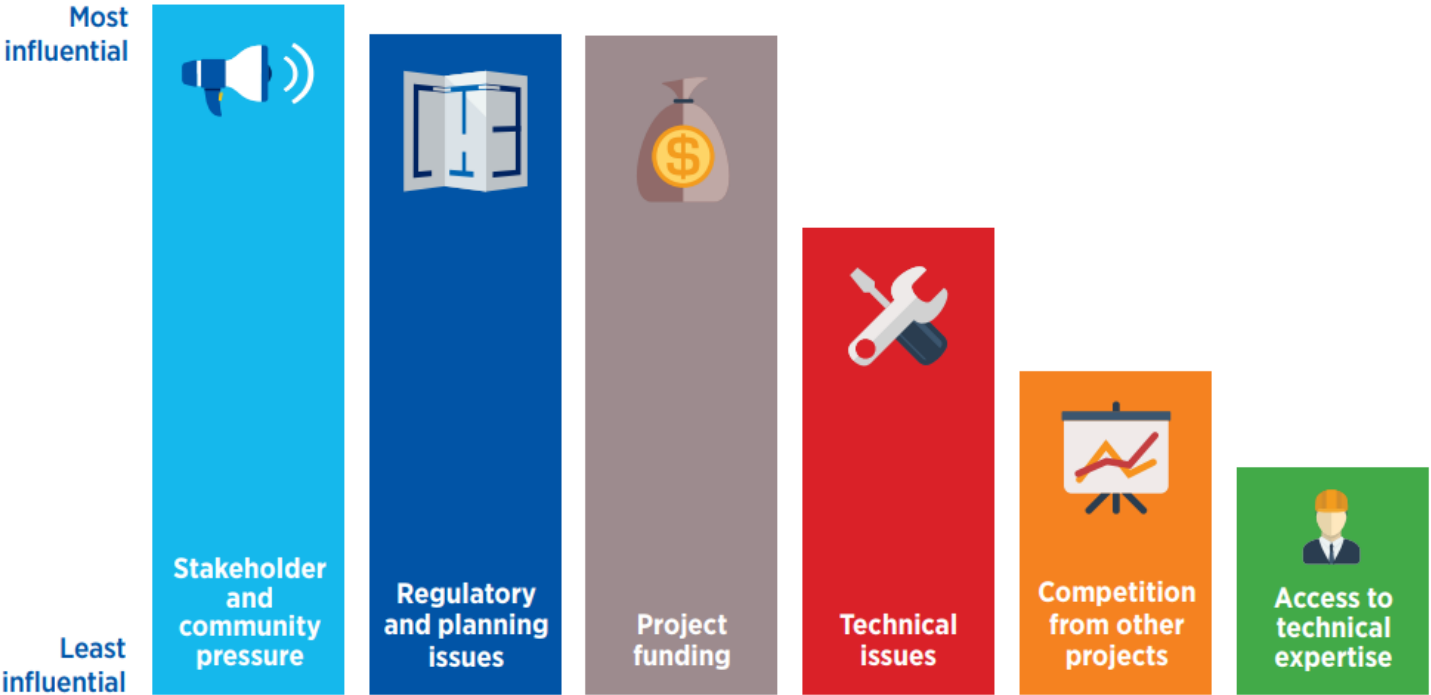 Most
influential
Stakeholder
and
community
pressure
Regulatory
and planning
issues
$
Project
funding
Technical
issues
Competition
from other
projects
Access to
technical
expertise
Least
influential